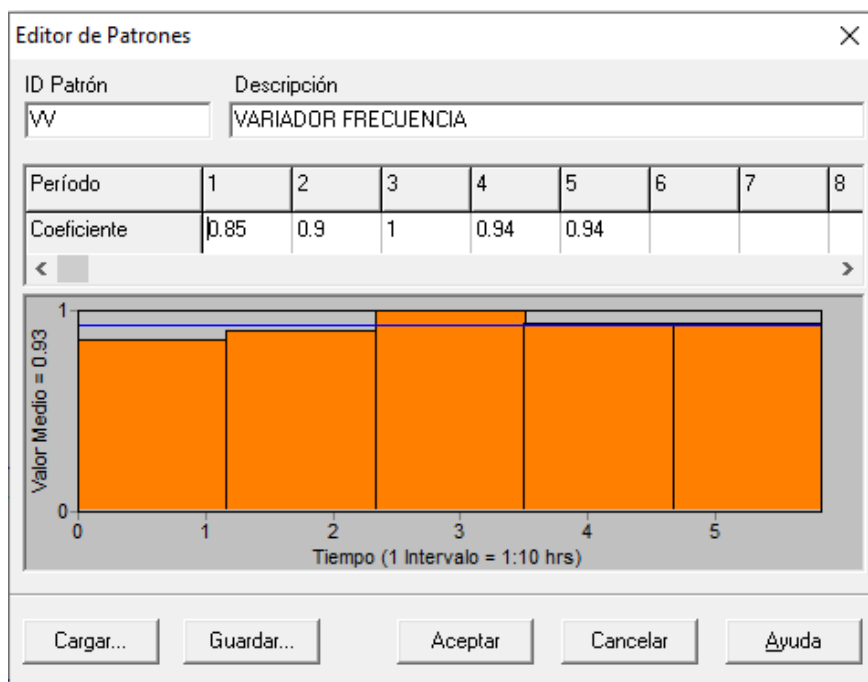 Editor de Patrones
ID Patrón Descripción
VV VARIADOR FRECUENCIA
Período 1 2 3 4 5 6 7 8
Coeficiente 0.85 0.9 1 0.94 0.94
Valor Medio = 0.93
1
0
0 1 2 3 4 5
Tiempo (1 Intervalo = 1:10 hrs)
Cargar... Guardar... Aceptar Cancelar Ayuda